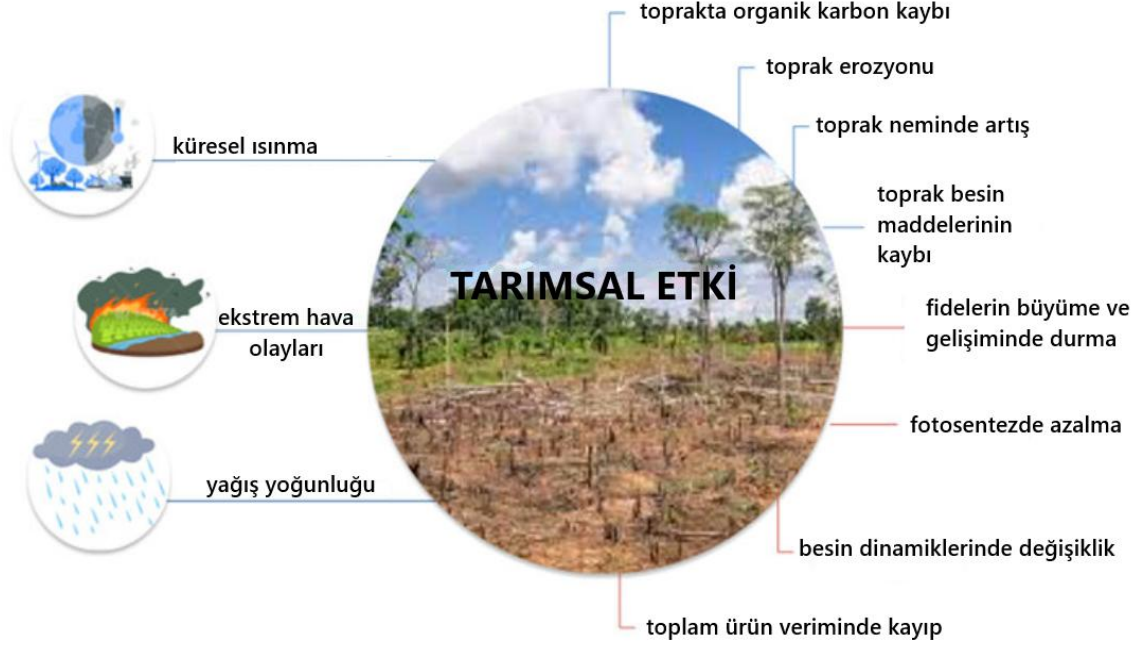 toprakta organik karbon kaybı
toprak erozyonu
toprak neminde artış
küresel ısınma
toprak besin
maddelerinin
kaybı
TARIMSAL ETKİ
ekstrem hava
olayları
fidelerin büyüme ve
gelişiminde durma
fotosentezde azalma
yağış yoğunluğu
besin dinamiklerinde değişiklik
toplam ürün veriminde kayıp